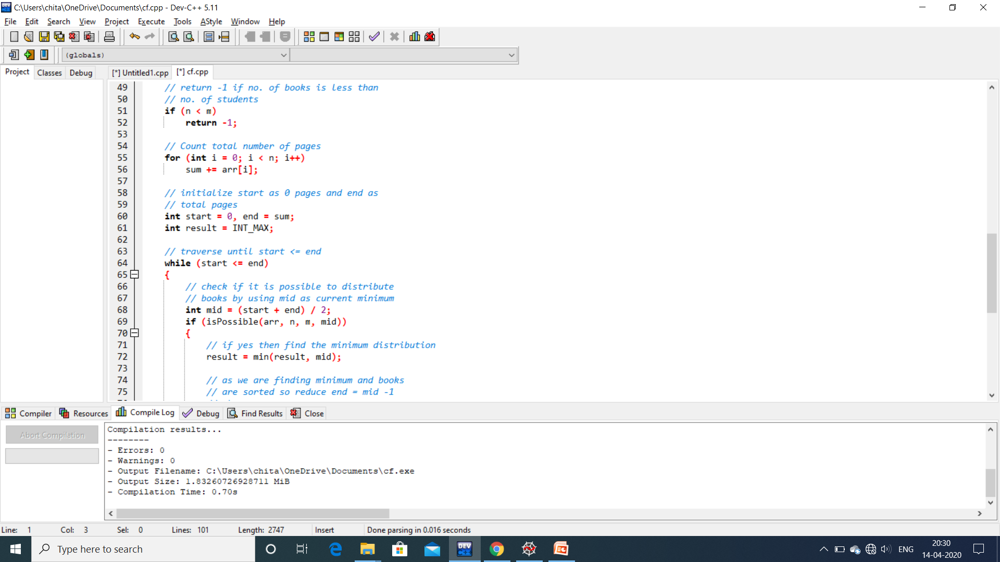 C:\Users\chita\OneDrive\Documents\cf.cpp - Dev-C++ 5.11
File Edit Search View Project Execute Tools AStyle Window Help
(globals)
Project Classes Debug [*] Untitled1.cpp [*] cf.cpp
49 // return -1 if no. of books is less than
50 // no. of students
51 if (n < m)
52 return -1;
53
54 // Count total number of pages
55 for (int i = 0; i < n; i++)
56 sum += arr[i];
57
58 // initialize start as 0 pages and end as
59 // total pages
60 int start = 0, end = sum;
61 int result = INT_MAX;
62
63 // traverse until start <= end
64 while (start <= end)
65 {
66 // check if it is possible to distribute
67 // books by using mid as current minimum
68 int mid = (start + end) / 2;
69 if (isPossible(arr, n, m, mid))
70 {
71 // if yes then find the minimum distribution
72 result = min(result, mid);
73
74 // as we are finding minimum and books
75 // are sorted so reduce end = mid -1
Compiler Resources Compile Log Debug Find Results Close
Abort Compilation
Compilation results...
--------
- Errors: 0
- Warnings: 0
- Output Filename: C:\Users\chita\OneDrive\Documents\cf.exe
- Output Size: 1.83260726928711 MiB
- Compilation Time: 0.70s
Line: 1 Col: 3 Sel: 0 Lines: 101 Length: 2747 Insert Done parsing in 0.016 seconds
Type here to search
DEV C++
ENG
20:30
14-04-2020